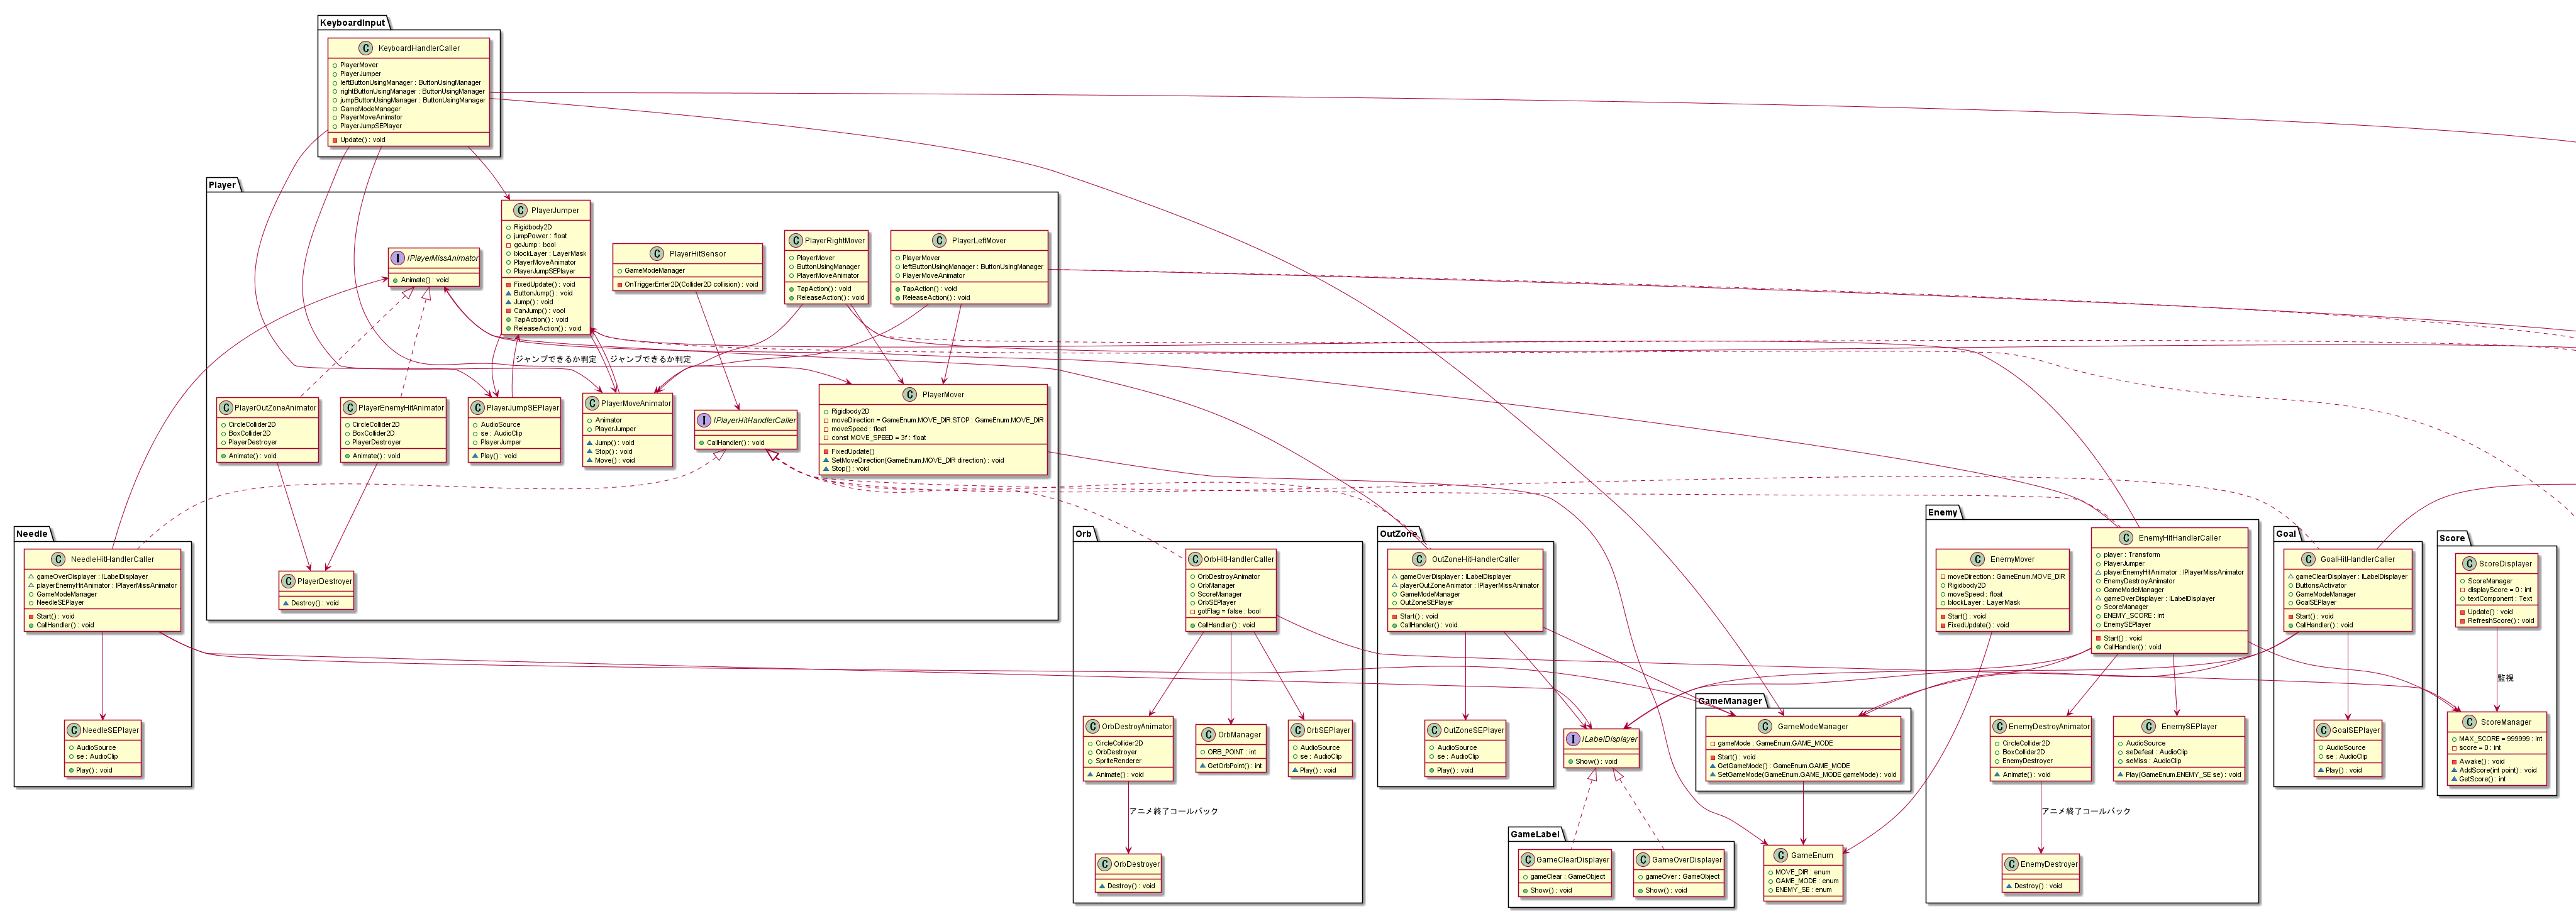 KeyboardInput
KeyboardHandlerCaller
PlayerMover
PlayerJumper
leftButtonUsingManager : ButtonUsingManager
rightButtonUsingManager : ButtonUsingManager
jumpButtonUsingManager : ButtonUsingManager
GameModeManager
PlayerMoveAnimator
PlayerJumpSEPlayer
Update() : void
Player
IPlayerMissAnimator
Animate() : void
PlayerJumper
Rigidbody2D
jumpPower : float
goJump : bool
blockLayer : LayerMask
PlayerMoveAnimator
PlayerJumpSEPlayer
FixedUpdate() : void
ButtonJump() : void
Jump() : void
CanJump() : vool
TapAction() : void
ReleaseAction() : void
PlayerHitSensor
GameModeManager
OnTriggerEnter2D(Collider2D collision) : void
PlayerRightMover
PlayerMover
ButtonUsingManager
PlayerMoveAnimator
TapAction() : void
ReleaseAction() : void
PlayerLeftMover
PlayerMover
leftButtonUsingManager : ButtonUsingManager
PlayerMoveAnimator
TapAction() : void
ReleaseAction() : void
ジャンプできるか判定
ジャンプできるか判定
PlayerOutZoneAnimator
CircleCollider2D
BoxCollider2D
PlayerDestroyer
Animate() : void
PlayerEnemyHitAnimator
CircleCollider2D
BoxCollider2D
PlayerDestroyer
Animate() : void
PlayerJumpSEPlayer
AudioSource
se : AudioClip
PlayerJumper
Play() : void
PlayerMoveAnimator
Animator
PlayerJumper
Jump() : void
Stop() : void
Move() : void
IPlayerHitHandlerCaller
CallHandler() : void
PlayerMover
Rigidbody2D
moveDirection = GameEnum.MOVE_DIR.STOP : GameEnum.MOVE_DIR
moveSpeed : float
const MOVE_SPEED = 3f : float
FixedUpdate()
SetMoveDirection(GameEnum.MOVE_DIR direction) : void
Stop() : void
PlayerDestroyer
Destroy() : void
Needle
NeedleHitHandlerCaller
gameOverDisplayer : ILabelDisplayer
playerEnemyHitAnimator : IPlayerMissAnimator
GameModeManager
NeedleSEPlayer
Start() : void
CallHandler() : void
NeedleSEPlayer
AudioSource
se : AudioClip
Play() : void
Orb
OrbHitHandlerCaller
OrbDestroyAnimator
OrbManager
ScoreManager
OrbSEPlayer
gotFlag = false : bool
CallHandler() : void
OrbDestroyAnimator
CircleCollider2D
OrbDestroyer
SpriteRenderer
Animate() : void
OrbManager
ORB_POINT : int
GetOrbPoint() : int
OrbSEPlayer
AudioSource
se : AudioClip
Play() : void
アニメ終了コールバック
OrbDestroyer
Destroy() : void
OutZone
OutZoneHitHandlerCaller
gameOverDisplayer : ILabelDisplayer
playerOutZoneAnimator : IPlayerMissAnimator
GameModeManager
OutZoneSEPlayer
Start() : void
CallHandler() : void
OutZoneSEPlayer
AudioSource
se : AudioClip
Play() : void
ILabelDisplayer
Show() : void
GameManager
GameModeManager
gameMode : GameEnum.GAME_MODE
Start() : void
GetGameMode() : GameEnum.GAME_MODE
SetGameMode(GameEnum.GAME_MODE gameMode) : void
GameLabel
GameClearDisplayer
gameClear : GameObject
Show() : void
GameOverDisplayer
gameOver : GameObject
Show() : void
GameEnum
MOVE_DIR : enum
GAME_MODE : enum
ENEMY_SE : enum
Enemy
EnemyMover
moveDirection : GameEnum.MOVE_DIR
Rigidbody2D
moveSpeed : float
blockLayer : LayerMask
Start() : void
FixedUpdate() : void
EnemyHitHandlerCaller
player : Transform
PlayerJumper
playerEnemyHitAnimator : IPlayerMissAnimator
EnemyDestroyAnimator
GameModeManager
gameOverDisplayer : ILabelDisplayer
ScoreManager
ENEMY_SCORE : int
EnemySEPlayer
Start() : void
CallHandler() : void
EnemyDestroyAnimator
CircleCollider2D
BoxCollider2D
EnemyDestroyer
Animate() : void
EnemySEPlayer
AudioSource
seDefeat : AudioClip
seMiss : AudioClip
Play(GameEnum.ENEMY_SE se) : void
アニメ終了コールバック
EnemyDestroyer
Destroy() : void
Goal
GoalHitHandlerCaller
gameClearDisplayer : ILabelDisplayer
ButtonsActivator
GameModeManager
GoalSEPlayer
Start() : void
CallHandler() : void
GoalSEPlayer
AudioSource
se : AudioClip
Play() : void
Score
ScoreDisplayer
ScoreManager
displayScore = 0 : int
textComponent : Text
Update() : void
RefreshScore() : void
監視
ScoreManager
MAX_SCORE = 999999 : int
score = 0 : int
Awake() : void
AddScore(int point) : void
GetScore() : int